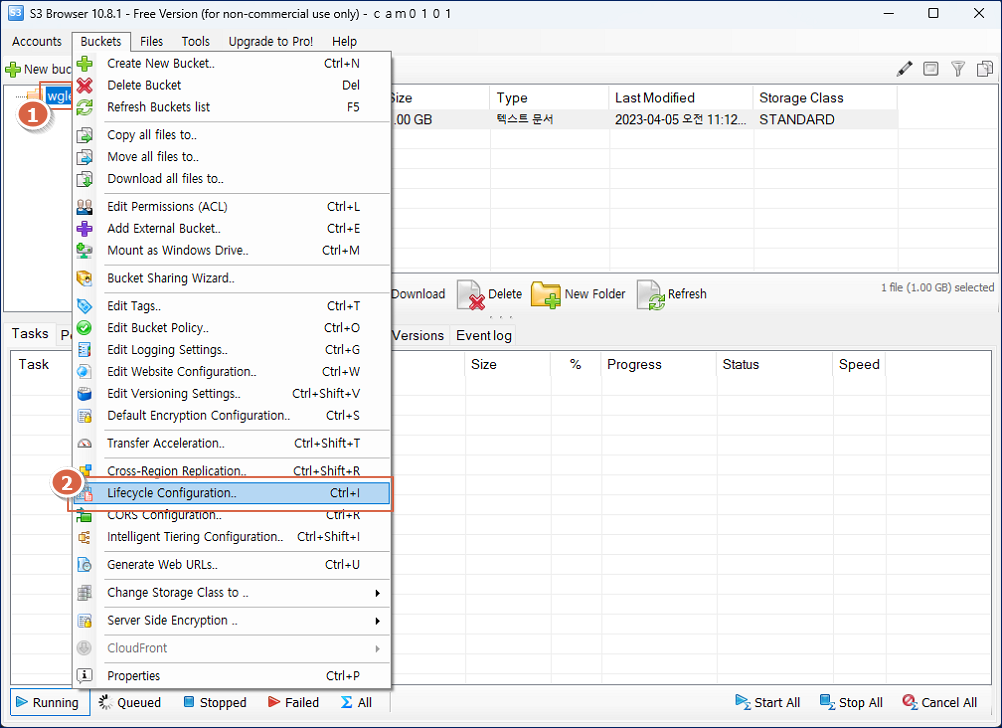 S3 Browser 10.8.1 - Free Version (for non-commercial use only) - c a m 0 1 0 1
Accounts Buckets Files Tools Upgrade to Pro! Help
New buc
1
wgle
Create New Bucket.. Ctrl+N
Delete Bucket Del
Refresh Buckets list F5
Copy all files to..
Move all files to..
Download all files to..
Edit Permissions (ACL) Ctrl+L
Add External Bucket.. Ctrl+E
Mount as Windows Drive.. Ctrl+M
Bucket Sharing Wizard..
Edit Tags.. Ctrl+T
Edit Bucket Policy.. Ctrl+O
Edit Logging Settings.. Ctrl+G
Edit Website Configuration.. Ctrl+W
Edit Versioning Settings.. Ctrl+Shift+V
Default Encryption Configuration.. Ctrl+S
Transfer Acceleration.. Ctrl+Shift+T
Cross-Region Replication.. Ctrl+Shift+R
2
Lifecycle Configuration.. Ctrl+I
CORS Configuration.. Ctrl+R
Intelligent Tiering Configuration.. Ctrl+Shift+I
Generate Web URLs.. Ctrl+U
Change Storage Class to ..
Server Side Encryption ..
CloudFront
Properties Ctrl+P
Size Type Last Modified Storage Class
.00 GB 텍스트 문서 2023-04-05 오전 11:12... STANDARD
Download Delete New Folder Refresh 1 file (1.00 GB) selected
Tasks Versions Event log
Task Size % Progress Status Speed
Running Queued Stopped Failed All Start All Stop All Cancel All